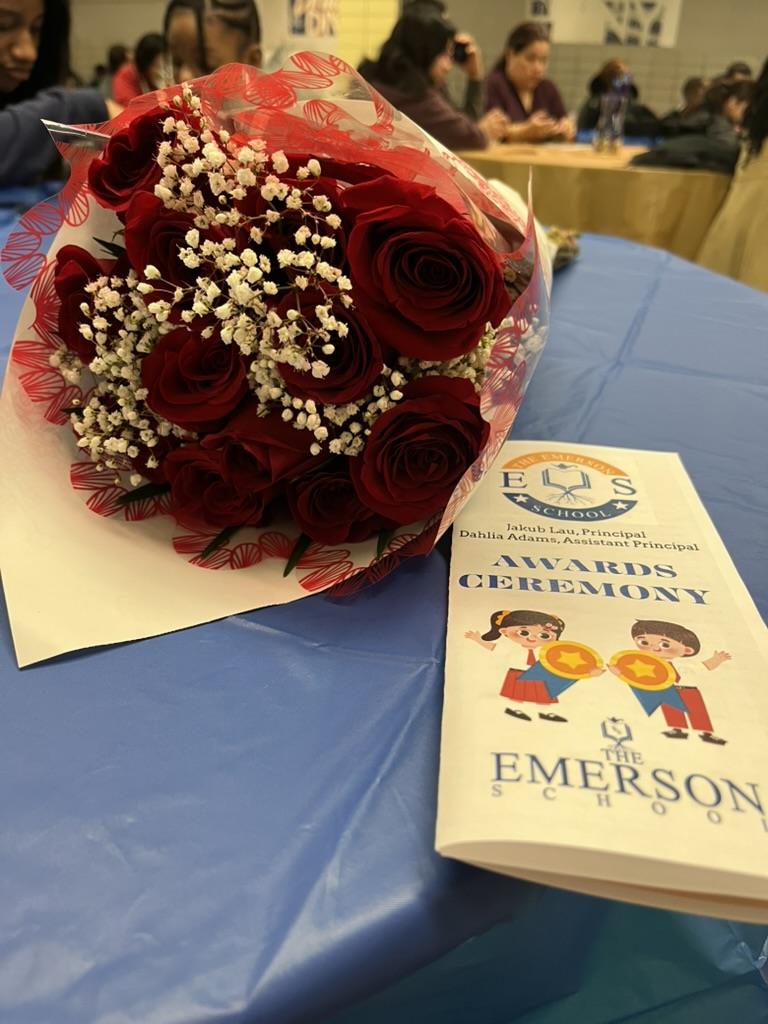 THE EMERSON
E S
SCHOOL
Jakub Lau, Principal
Dahlia Adams, Assistant Principal
AWARDS
CEREMONY
THE
EMERSON
SCHOOL